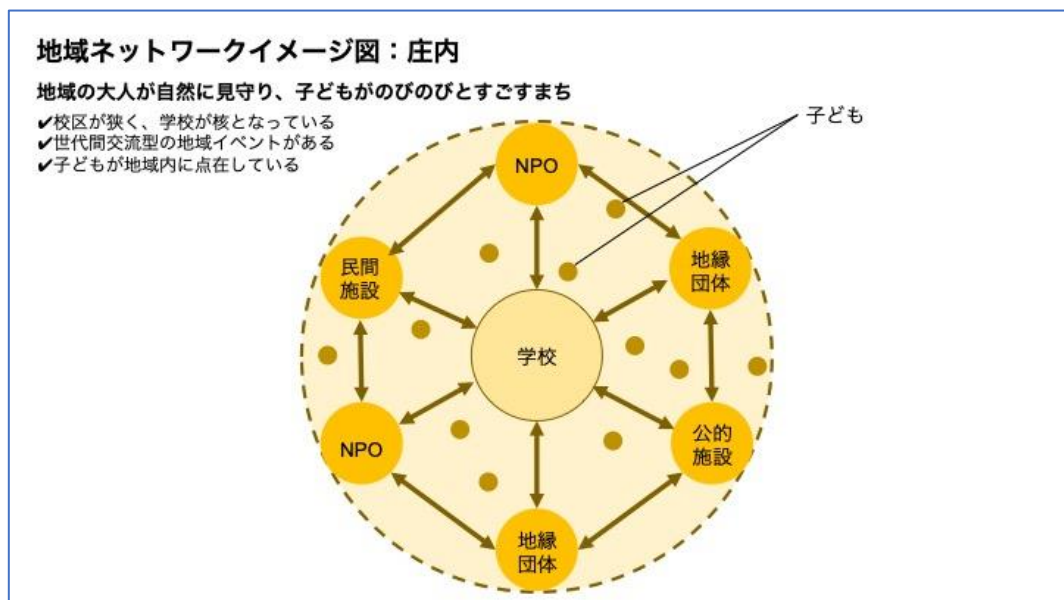 地域ネットワークイメージ図：庄内
地域の大人が自然に見守り、子どもがのびのびとすごすまち
✔校区が狭く、学校が核となっている
✔世代間交流型の地域イベントがある
✔子どもが地域内に点在している
子ども
NPO
地縁
団体
民間
施設
学校
公的
施設
NPO
地縁
団体